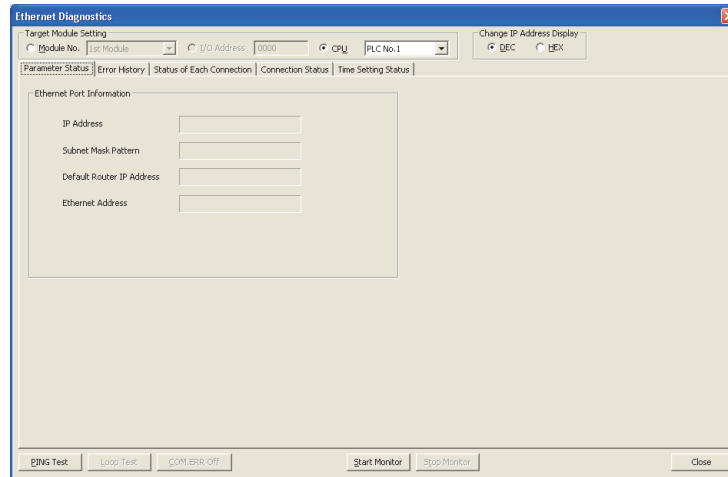 Ethernet Diagnostics
Target Module Setting
Module No. 1st Module I/O Address 0000 CPU PLC No.1
Change IP Address Display
DEC HEX
Parameter Status Error History Status of Each Connection Connection Status Time Setting Status
Ethernet Port Information
IP Address
Subnet Mask Pattern
Default Router IP Address
Ethernet Address
PING Test Loop Test COM.ERR Off Start Monitor Stop Monitor Close